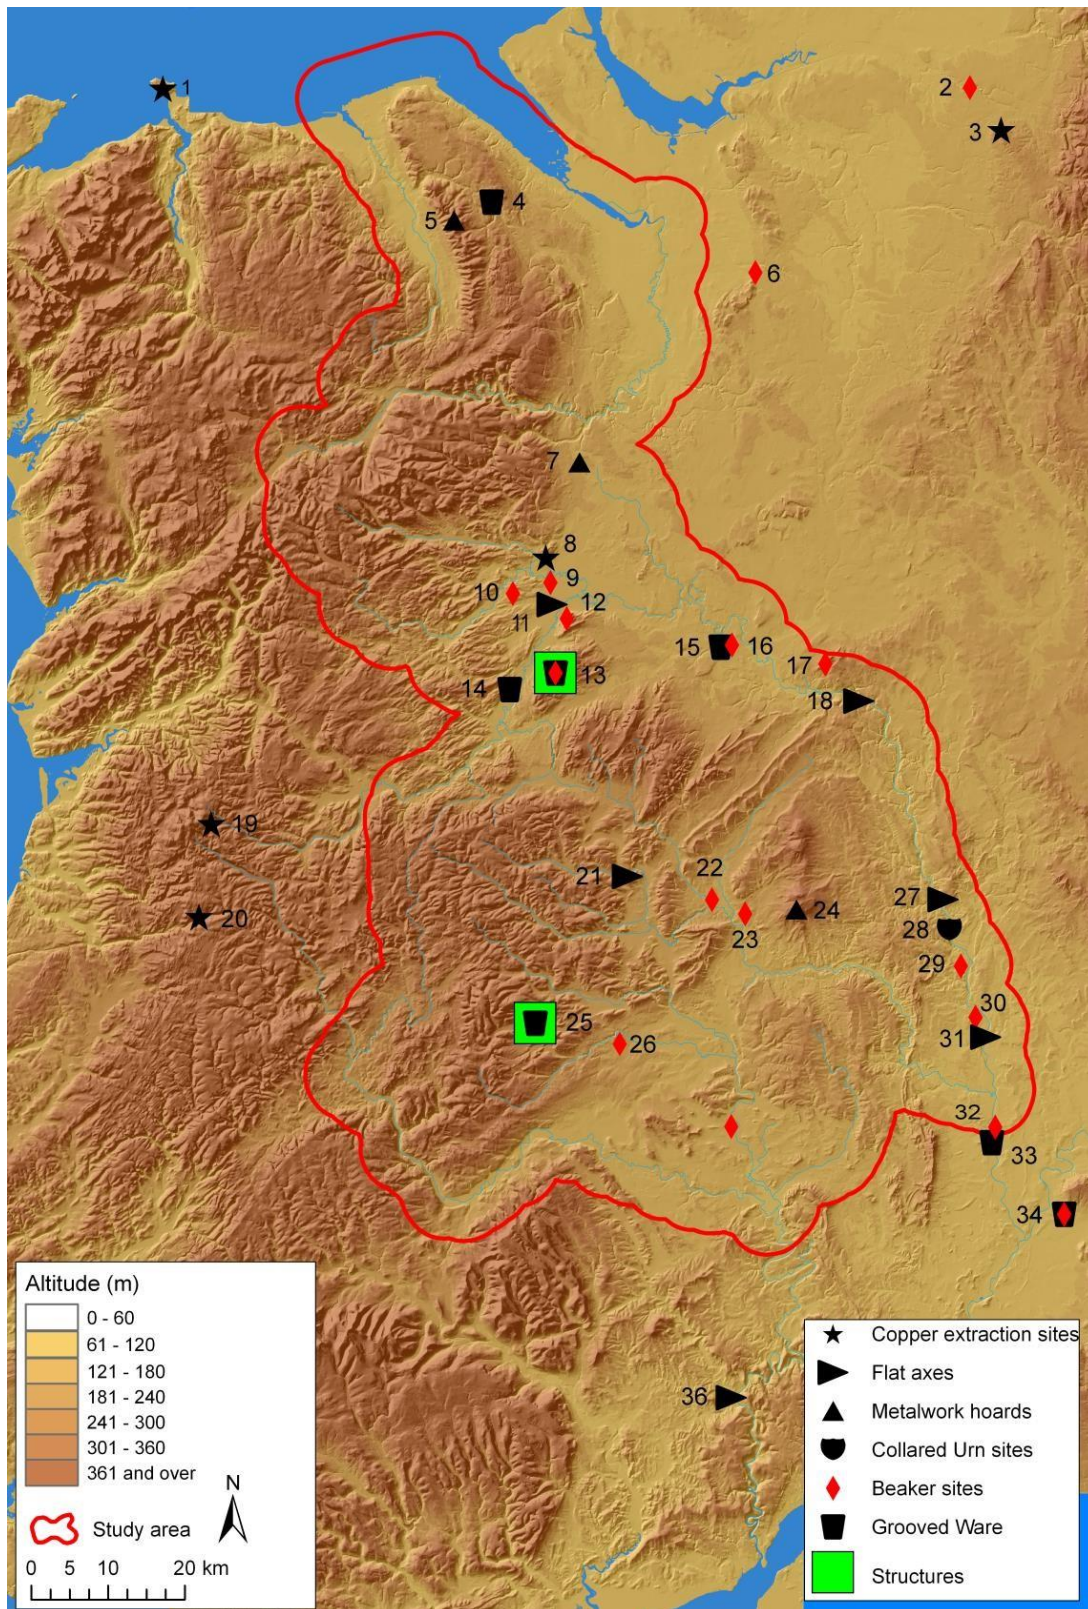 1
2
3
4
5
6
7
8
9
10
11
12
13
14
15
16
17
18
19
20
21
22
23
24
25
26
27
28
29
30
31
32
33
34
36
Altitude (m)
0 - 60
61 - 120
121 - 180
181 - 240
241 - 300
301 - 360
361 and over
N
Study area
0 5 10 20 km
Copper extraction sites
Flat axes
Metalwork hoards
Collared Urn sites
Beaker sites
Grooved Ware
Structures